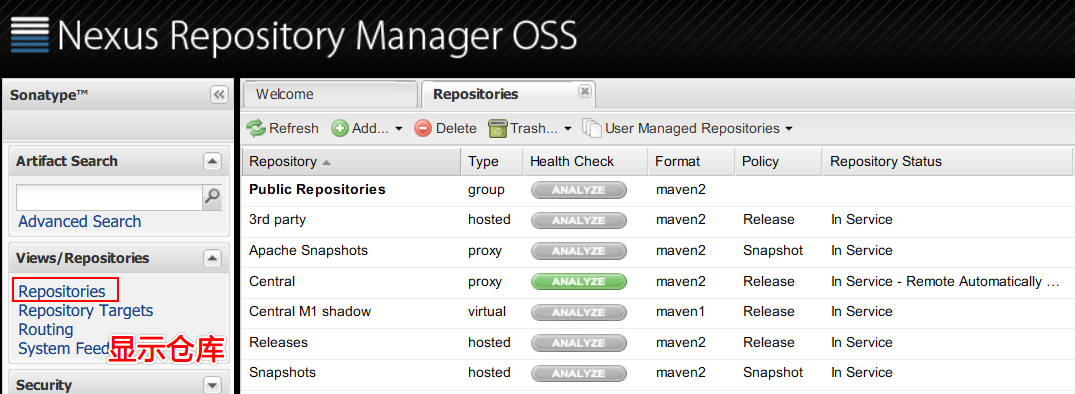 Nexus Repository Manager OSS
Sonatype™
Welcome
Repositories
Refresh
Add...
Delete
Trash...
User Managed Repositories
Artifact Search
Advanced Search
Views/Repositories
Repositories
Repository Targets
Routing
System Feed
显示仓库
Security
Repository Type Health Check Format Policy Repository Status
Public Repositories group ANALYZE maven2
3rd party hosted ANALYZE maven2 Release In Service
Apache Snapshots proxy ANALYZE maven2 Snapshot In Service
Central proxy ANALYZE maven2 Release In Service - Remote Automatically ...
Central M1 shadow virtual ANALYZE maven1 Release In Service
Releases hosted ANALYZE maven2 Release In Service
Snapshots hosted ANALYZE maven2 Snapshot In Service